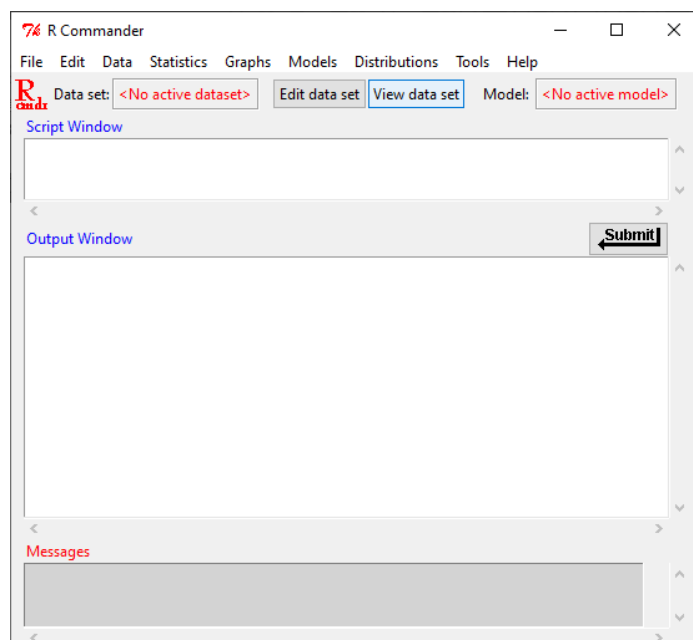 R Commander
File Edit Data Statistics Graphs Models Distributions Tools Help
R cmdr Data set: <No active dataset> Edit data set View data set Model: <No active model>
Script Window
Output Window Submit
Messages